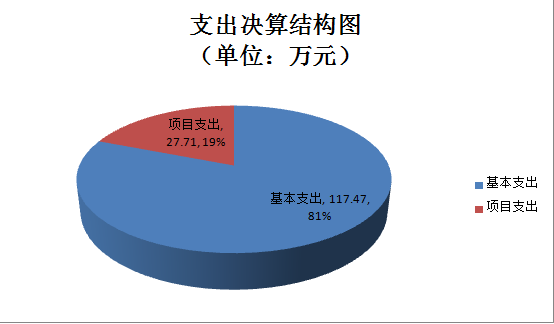 支出决算结构图
（单位：万元）
项目支出,
27.71, 19%
基本支出, 117.47,
81%
基本支出
项目支出